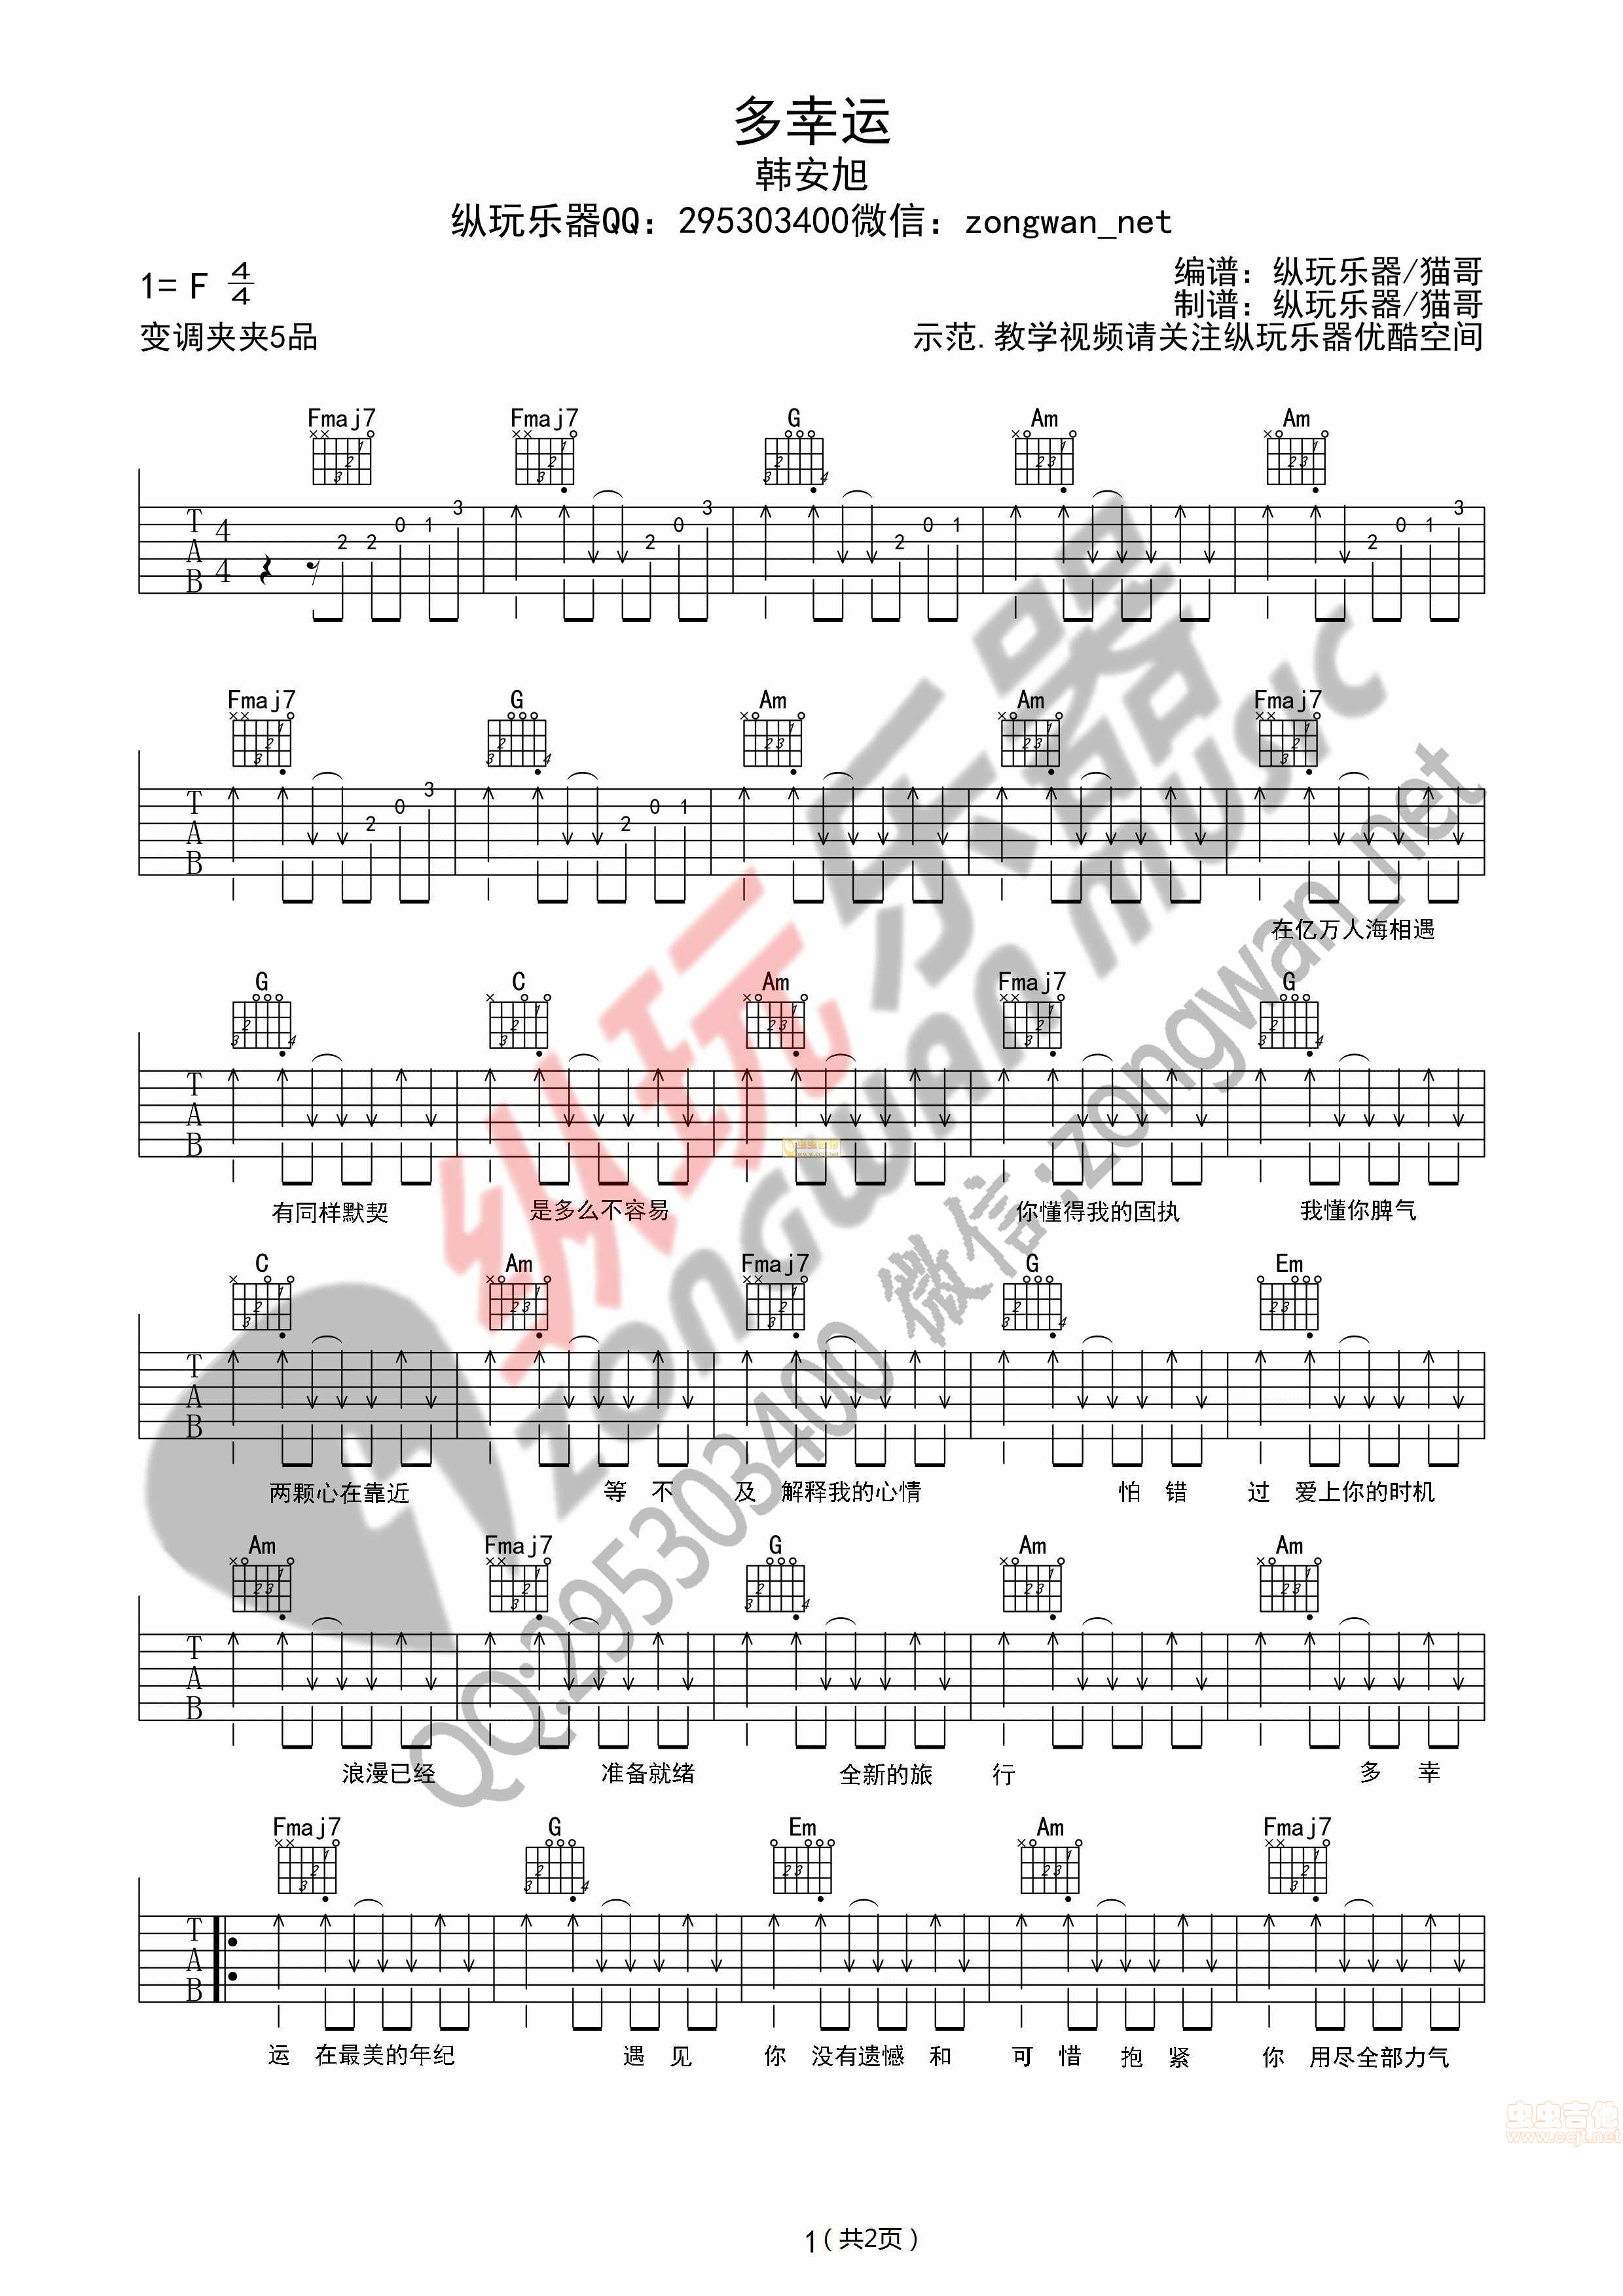 多幸运
韩安旭
纵玩乐器QQ：295303400微信：zongwan_net
1= F 4/4
编谱：纵玩乐器/猫哥
制谱：纵玩乐器/猫哥
变调夹夹5品
示范.教学视频请关注纵玩乐器优酷空间
Fmaj7 Fmaj7 G Am Am
T A B 4/4 2 2 0 1 3 2 0 3 2 0 1 2 0 1 3
Fmaj7 G Am Am Fmaj7
T A B 2 0 3 2 0 1
在亿万人海相遇
G C Am Fmaj7 G
T A B
有同样默契 是多么不容易 你懂得我的固执 我懂你脾气
C Am Fmaj7 G Em
T A B
两颗心在靠近 等 不 及 解释我的心情 怕 错 过 爱上你的时机
Am Fmaj7 G Am Am
T A B
浪漫已经 准备就绪 全新的旅 行 多 幸
Fmaj7 G Em Am Fmaj7
T A B
运 在最美的年纪 遇 见 你 没有遗憾 和 可 惜 抱 紧 你 用尽全部力气
纵玩乐器
zongwan music
QQ:295303400 微信:zongwan_net
虫虫吉他
www.ccjt.net
1（共2页）